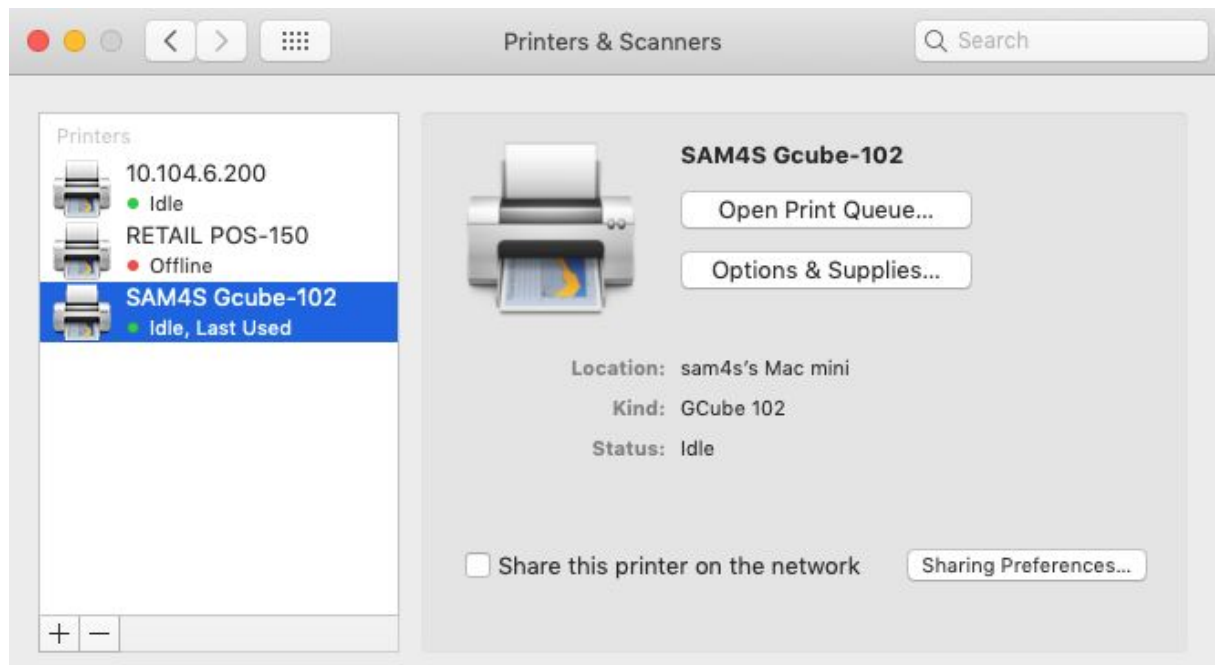 Printers & Scanners
Search
Printers
10.104.6.200
Idle
RETAIL POS-150
Offline
SAM4S Gcube-102
Idle, Last Used
+ −
SAM4S Gcube-102
Open Print Queue...
Options & Supplies...
Location: sam4s's Mac mini
Kind: GCube 102
Status: Idle
Share this printer on the network
Sharing Preferences...